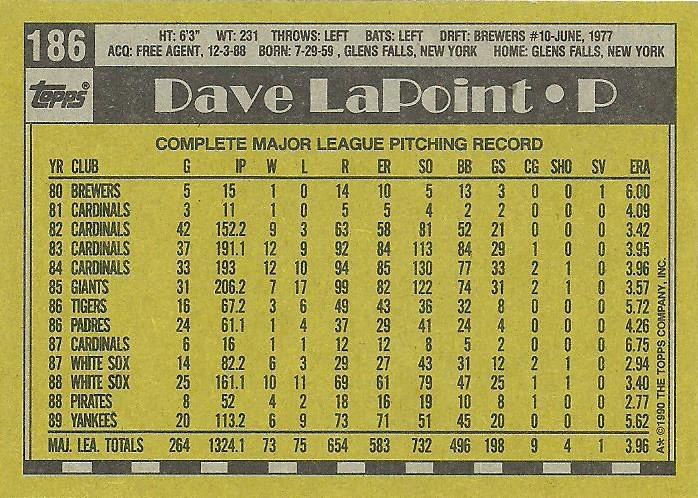 186
HT: 6'3" WT: 231 THROWS: LEFT BATS: LEFT DRFT: BREWERS #10-JUNE, 1977
ACQ: FREE AGENT, 12-3-88 BORN: 7-29-59, GLENS FALLS, NEW YORK HOME: GLENS FALLS, NEW YORK
topps® Dave LaPoint • P
COMPLETE MAJOR LEAGUE PITCHING RECORD
YR CLUB G IP W L R ER SO BB GS CG SHO SV ERA
80 BREWERS 5 15 1 0 14 10 5 13 3 0 0 1 6.00
81 CARDINALS 3 11 1 0 5 5 4 2 2 0 0 0 4.09
82 CARDINALS 42 152.2 9 3 63 58 81 52 21 0 0 0 3.42
83 CARDINALS 37 191.1 12 9 92 84 113 84 29 1 0 0 3.95
84 CARDINALS 33 193 12 10 94 85 130 77 33 2 1 0 3.96
85 GIANTS 31 206.2 7 17 99 82 122 74 31 2 1 0 3.57
86 TIGERS 16 67.2 3 6 49 43 36 32 8 0 0 0 5.72
86 PADRES 24 61.1 1 4 37 29 41 24 4 0 0 0 4.26
87 CARDINALS 6 16 1 1 12 12 8 5 2 0 0 0 6.75
87 WHITE SOX 14 82.2 6 3 29 27 43 31 12 2 1 0 2.94
88 WHITE SOX 25 161.1 10 11 69 61 79 47 25 1 1 0 3.40
88 PIRATES 8 52 4 2 18 16 19 10 8 1 0 0 2.77
89 YANKEES 20 113.2 6 9 73 71 51 45 20 0 0 0 5.62
MAJ. LEA. TOTALS 264 1324.1 73 75 654 583 732 496 198 9 4 1 3.96
A* ©1990 THE TOPPS COMPANY, INC.